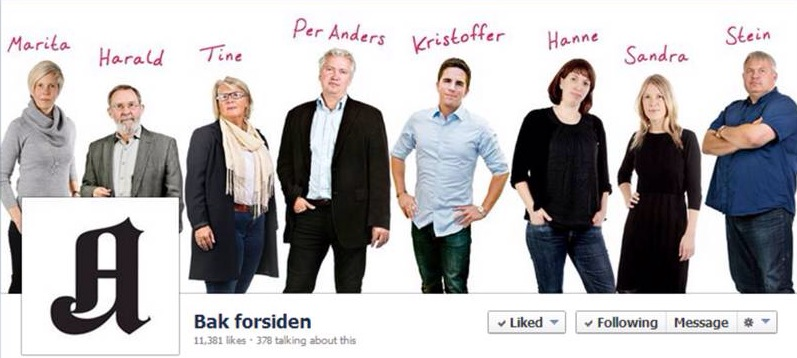 Marita
Harald
Tine
Per Anders
Kristoffer
Hanne
Sandra
Stein
A
Bak forsiden
11,381 likes · 378 talking about this
✓ Liked
✓ Following
Message